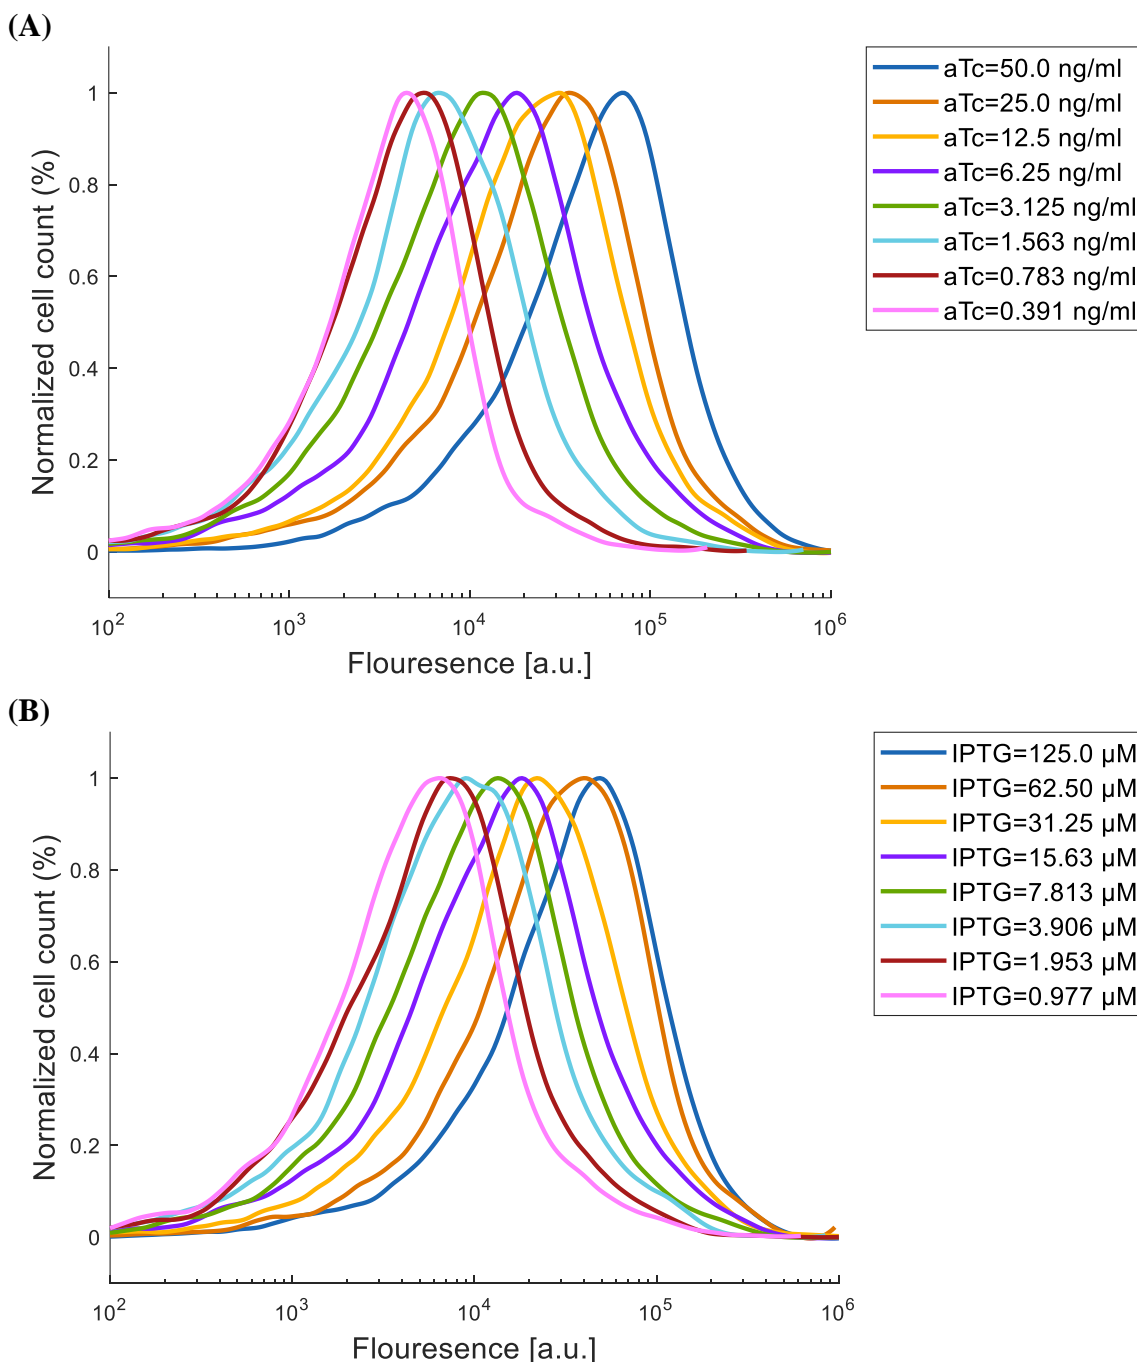 (A)
1
0.8
0.6
0.4
0.2
0
Normalized cell count (%)
10² 10³ 10⁴ 10⁵ 10⁶
Flouresence [a.u.]
aTc=50.0 ng/ml
aTc=25.0 ng/ml
aTc=12.5 ng/ml
aTc=6.25 ng/ml
aTc=3.125 ng/ml
aTc=1.563 ng/ml
aTc=0.783 ng/ml
aTc=0.391 ng/ml
(B)
1
0.8
0.6
0.4
0.2
0
Normalized cell count (%)
10² 10³ 10⁴ 10⁵ 10⁶
Flouresence [a.u.]
IPTG=125.0 µM
IPTG=62.50 µM
IPTG=31.25 µM
IPTG=15.63 µM
IPTG=7.813 µM
IPTG=3.906 µM
IPTG=1.953 µM
IPTG=0.977 µM